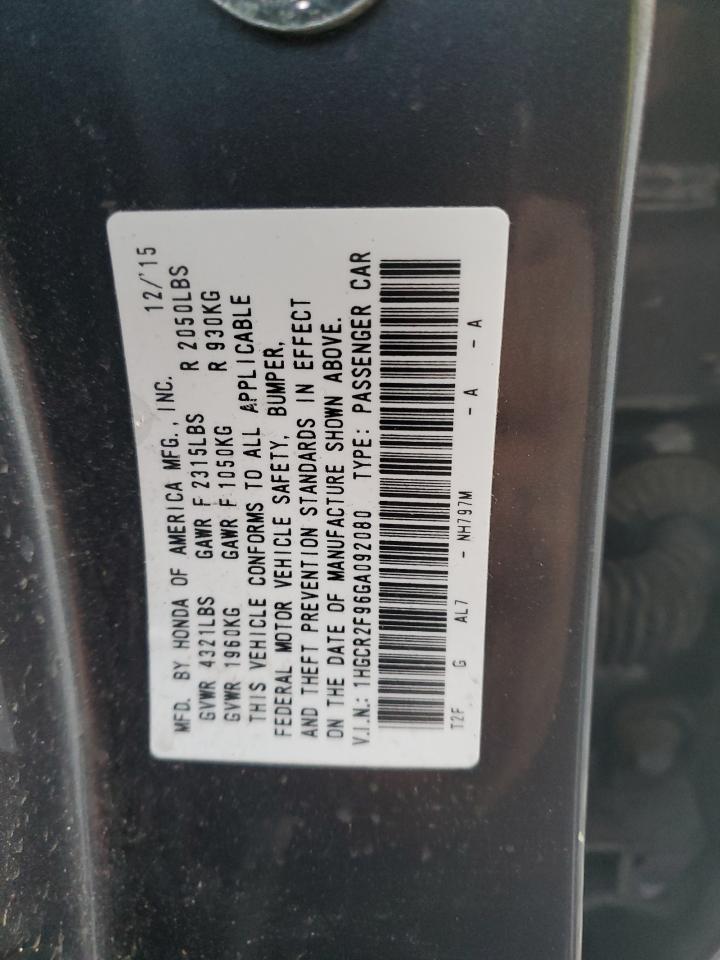 MFD. BY HONDA OF AMERICA MFG., INC. 12/'15
GVWR 4321LBS GAWR F 2315LBS R 2050LBS
GVWR 1960KG GAWR F 1050KG R 930KG
THIS VEHICLE CONFORMS TO ALL APPLICABLE
FEDERAL MOTOR VEHICLE SAFETY, BUMPER,
AND THEFT PREVENTION STANDARDS IN EFFECT
ON THE DATE OF MANUFACTURE SHOWN ABOVE.
V.I.N.: 1HGCR2F96GA092080 TYPE: PASSENGER CAR
T2F G AL7 - NH797M - A - A